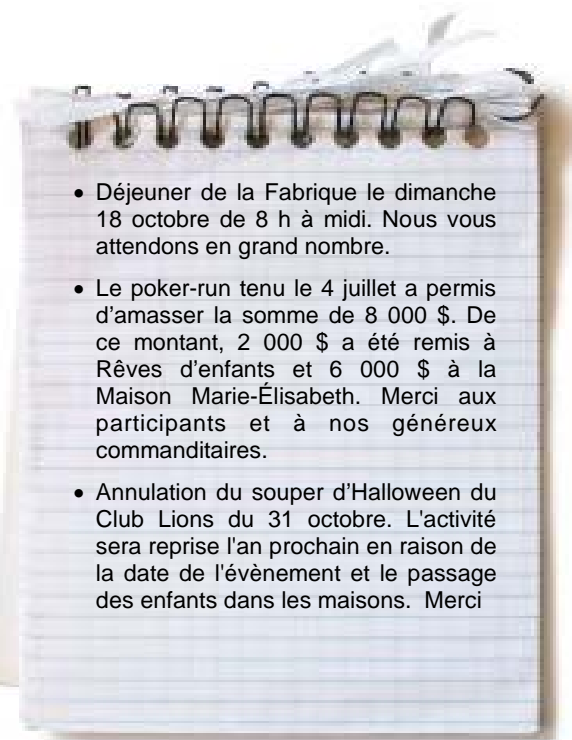 • Déjeuner de la Fabrique le dimanche
18 octobre de 8 h à midi. Nous vous
attendons en grand nombre.
• Le poker-run tenu le 4 juillet a permis
d'amasser la somme de 8 000 $. De
ce montant, 2 000 $ a été remis à
Rêves d'enfants et 6 000 $ à la
Maison Marie-Élisabeth. Merci aux
participants et à nos généreux
commanditaires.
• Annulation du souper d'Halloween du
Club Lions du 31 octobre. L'activité
sera reprise l'an prochain en raison de
la date de l'évènement et le passage
des enfants dans les maisons.  Merci